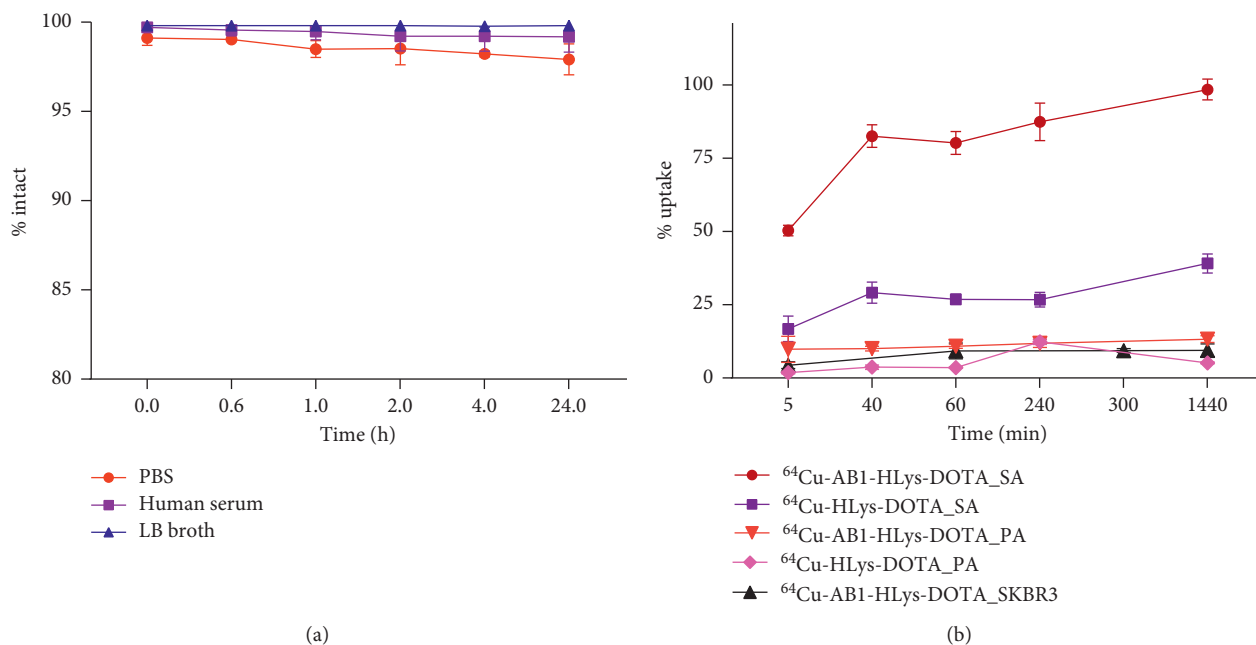 100
95
90
85
80
% intact
0.0 0.6 1.0 2.0 4.0 24.0
Time (h)
PBS
Human serum
LB broth
(a)
100
75
50
25
0
% uptake
5 40 60 240 300 1440
Time (min)
⁶⁴Cu-AB1-HLys-DOTA_SA
⁶⁴Cu-HLys-DOTA_SA
⁶⁴Cu-AB1-HLys-DOTA_PA
⁶⁴Cu-HLys-DOTA_PA
⁶⁴Cu-AB1-HLys-DOTA_SKBR3
(b)